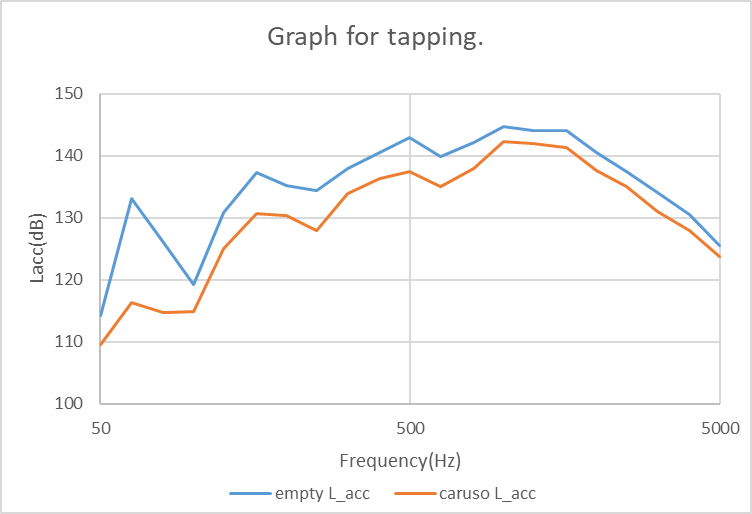 Graph for tapping.
150
140
130
120
110
100
Lacc(dB)
50 500 5000
Frequency(Hz)
empty L_acc caruso L_acc